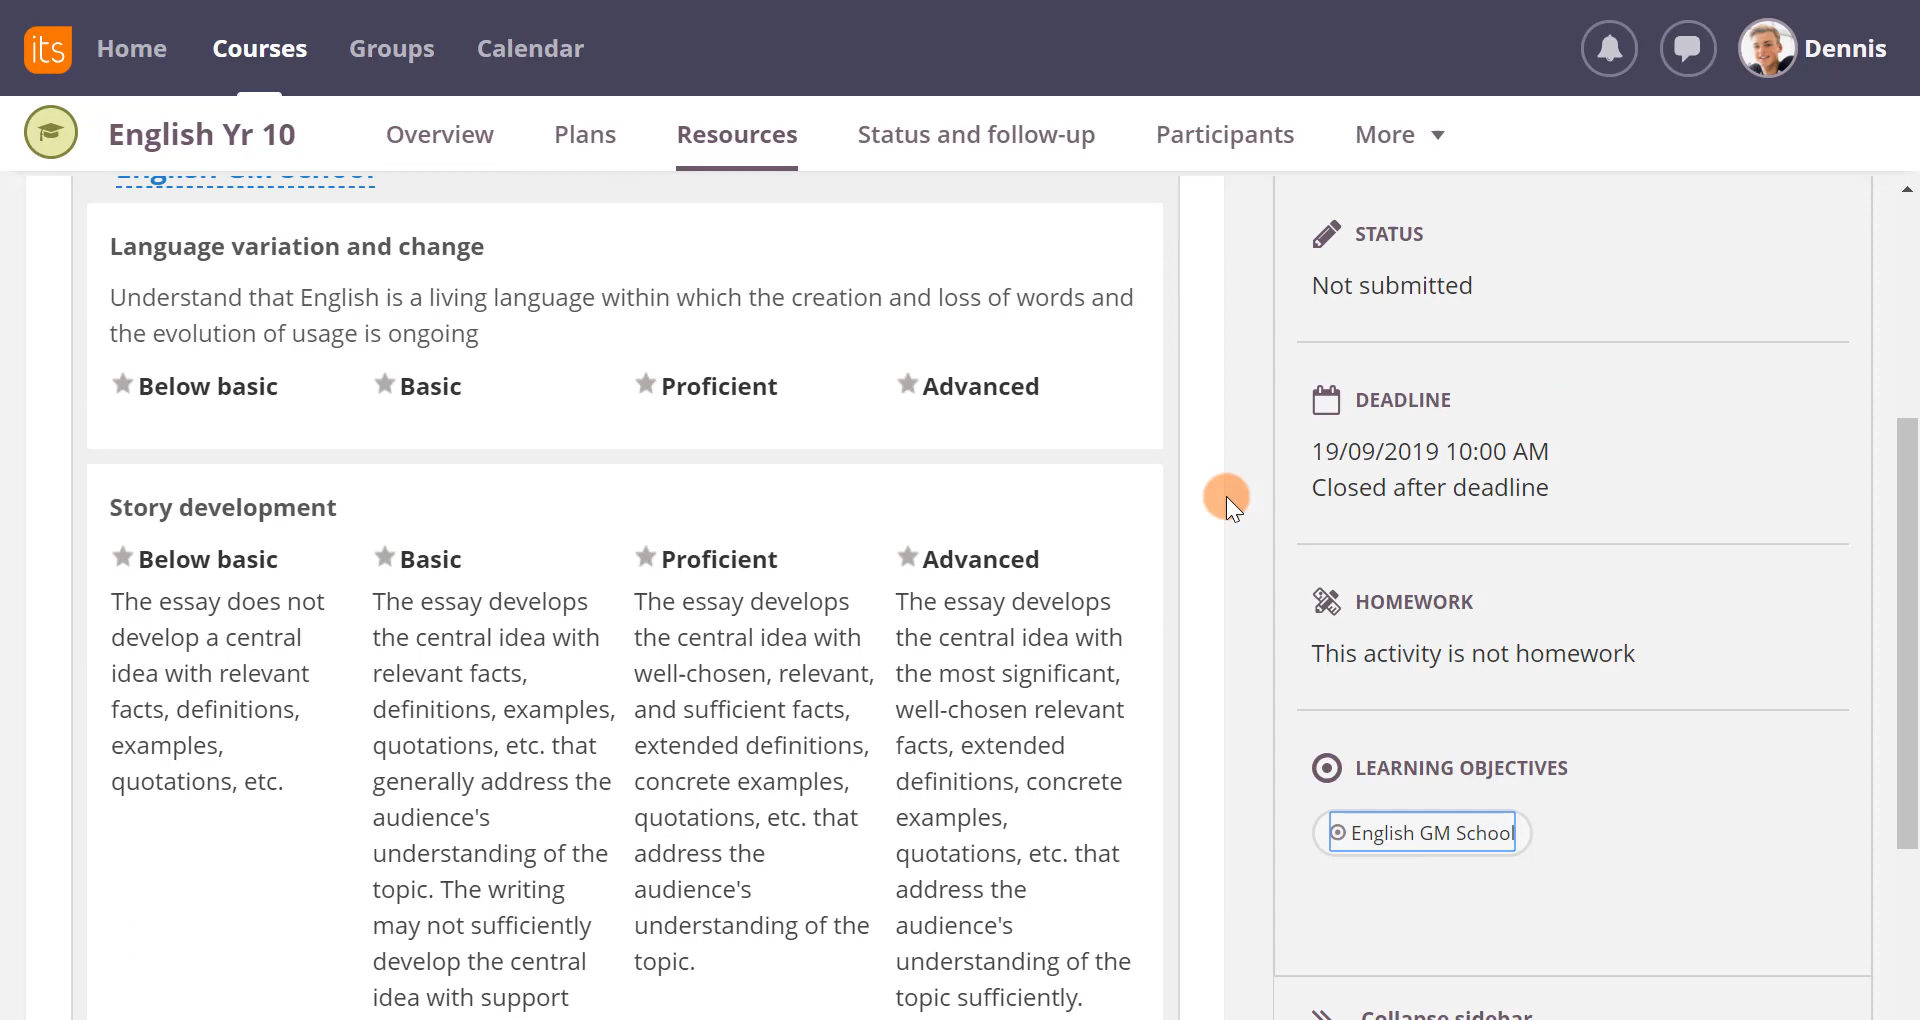 its Home Courses Groups Calendar Dennis
English Yr 10 Overview Plans Resources Status and follow-up Participants More
English GM School
Language variation and change
Understand that English is a living language within which the creation and loss of words and
the evolution of usage is ongoing
Below basic Basic Proficient Advanced
Story development
Below basic
The essay does not
develop a central
idea with relevant
facts, definitions,
examples,
quotations, etc.
Basic
The essay develops
the central idea with
relevant facts,
definitions, examples,
quotations, etc. that
generally address the
audience's
understanding of the
topic. The writing
may not sufficiently
develop the central
idea with support
Proficient
The essay develops
the central idea with
well-chosen, relevant,
and sufficient facts,
extended definitions,
concrete examples,
quotations, etc. that
address the
audience's
understanding of the
topic.
Advanced
The essay develops
the central idea with
the most significant,
well-chosen relevant
facts, extended
definitions, concrete
examples,
quotations, etc. that
address the
audience's
understanding of the
topic sufficiently.
STATUS
Not submitted
DEADLINE
19/09/2019 10:00 AM
Closed after deadline
HOMEWORK
This activity is not homework
LEARNING OBJECTIVES
English GM School
Collapse sidebar